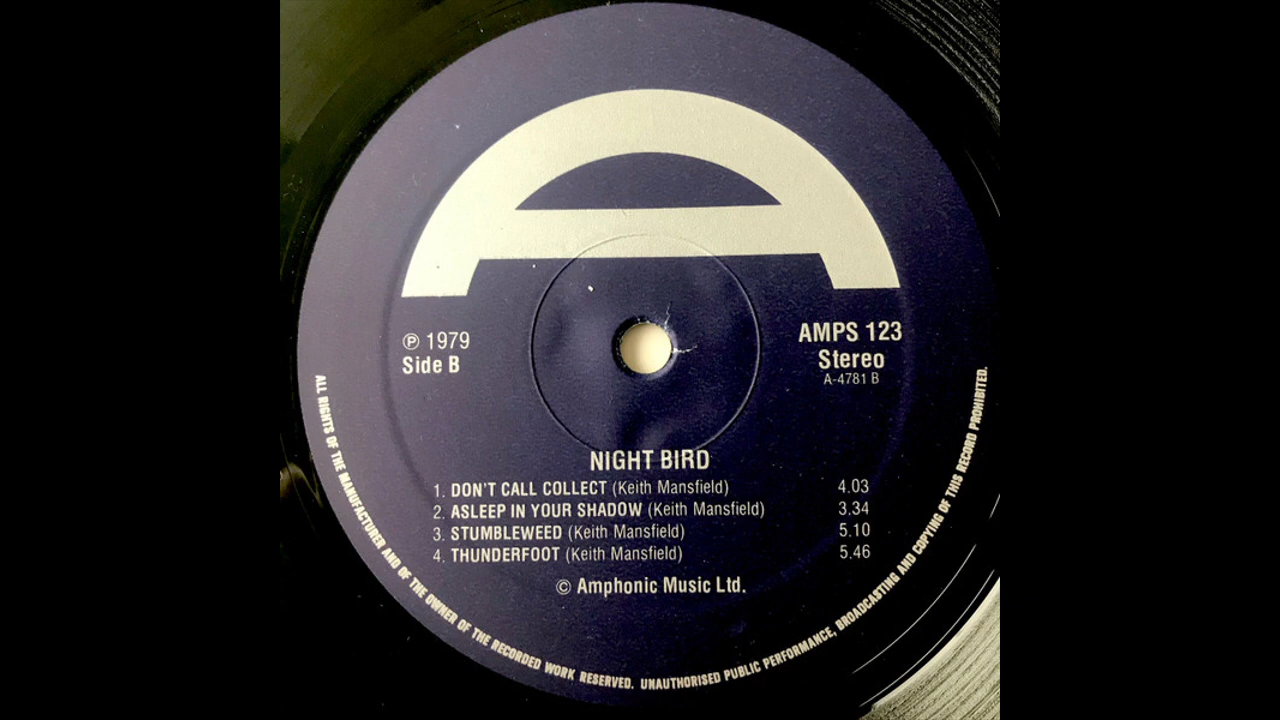 ℗ 1979
Side B
AMPS 123
Stereo
A-4781 B
NIGHT BIRD
1. DON'T CALL COLLECT (Keith Mansfield) 4.03
2. ASLEEP IN YOUR SHADOW (Keith Mansfield) 3.34
3. STUMBLEWEED (Keith Mansfield) 5.10
4. THUNDERFOOT (Keith Mansfield) 5.46
© Amphonic Music Ltd.
ALL RIGHTS OF THE MANUFACTURER AND OF THE OWNER OF THE RECORDED WORK RESERVED. UNAUTHORISED PUBLIC PERFORMANCE, BROADCASTING AND COPYING OF THIS RECORD PROHIBITED.